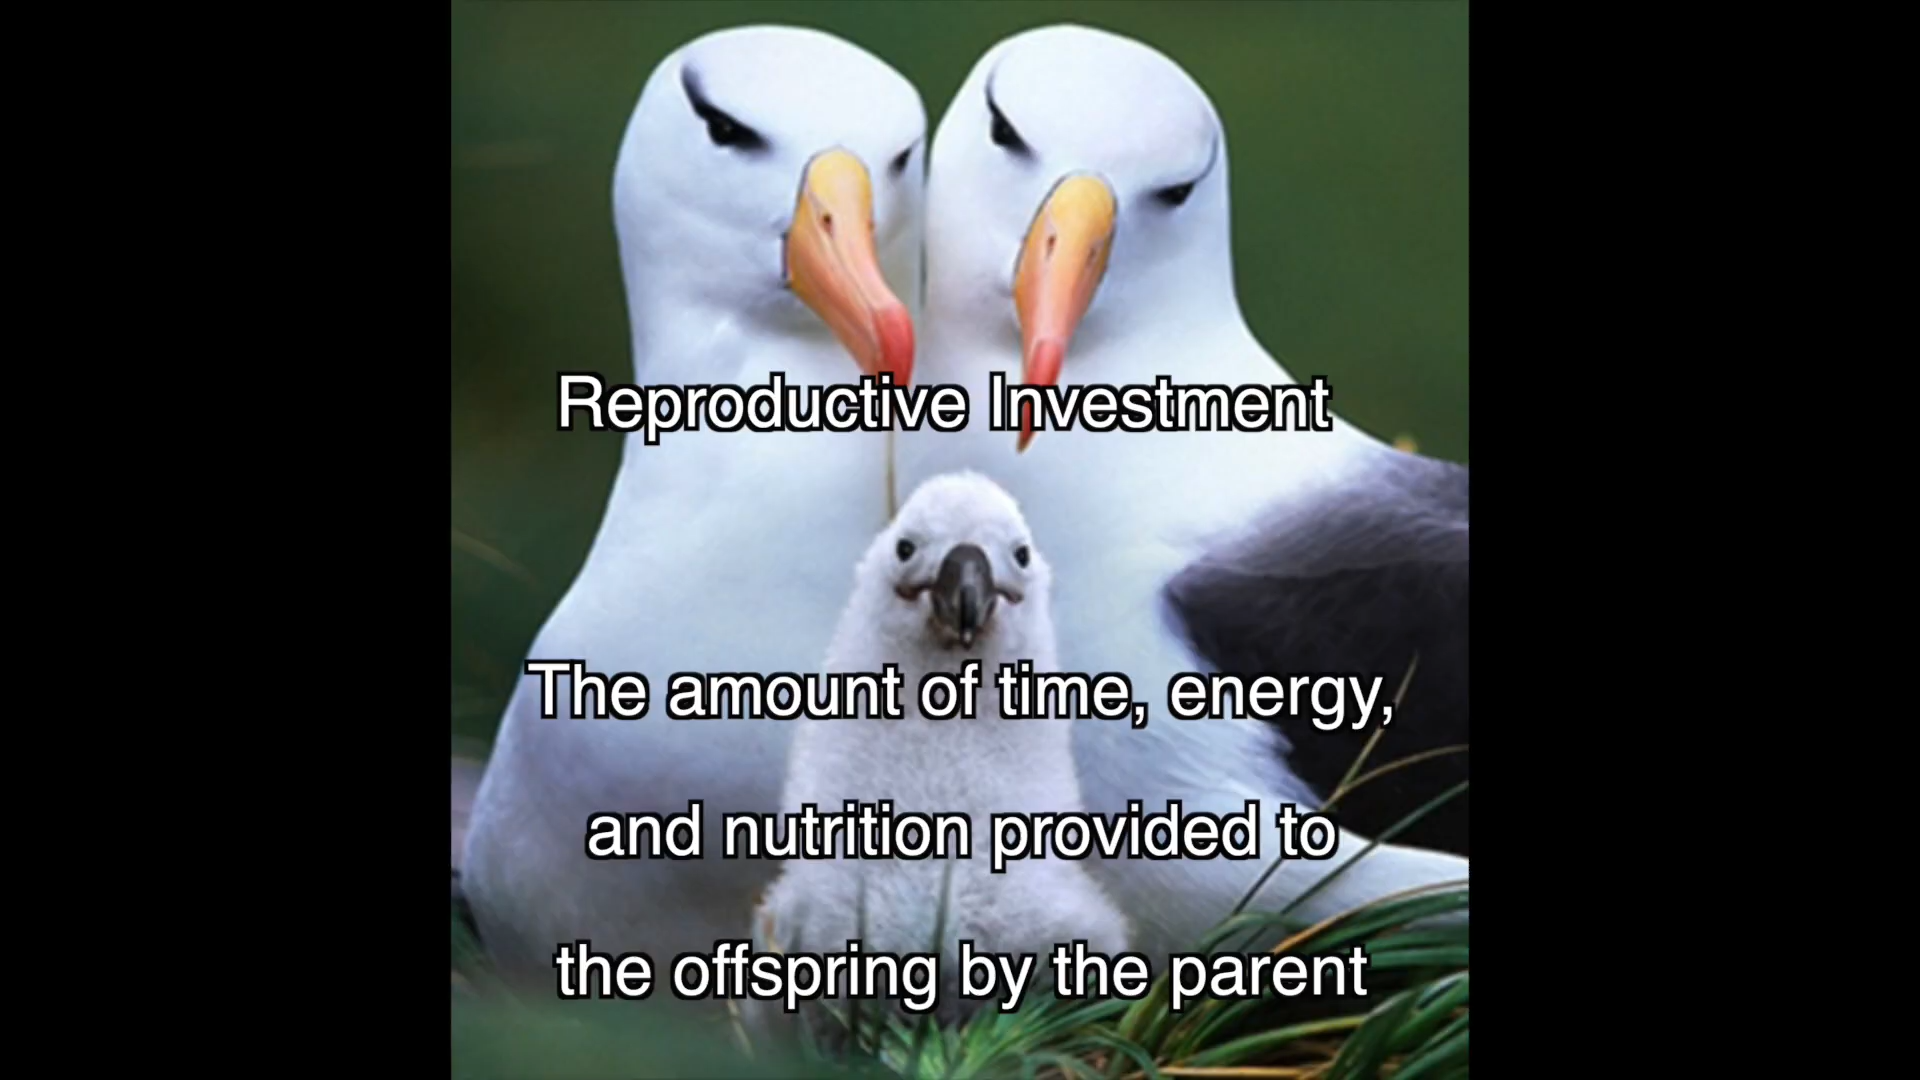 Reproductive Investment
The amount of time, energy,
and nutrition provided to
the offspring by the parent